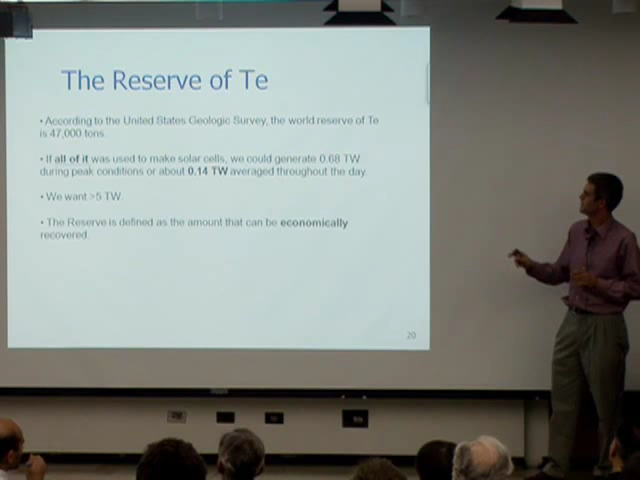 The Reserve of Te
• According to the United States Geologic Survey, the world reserve of Te
is 47,000 tons.
• If all of it was used to make solar cells, we could generate 0.68 TW
during peak conditions or about 0.14 TW averaged throughout the day.
• We want >5 TW.
• The Reserve is defined as the amount that can be economically
recovered.
20